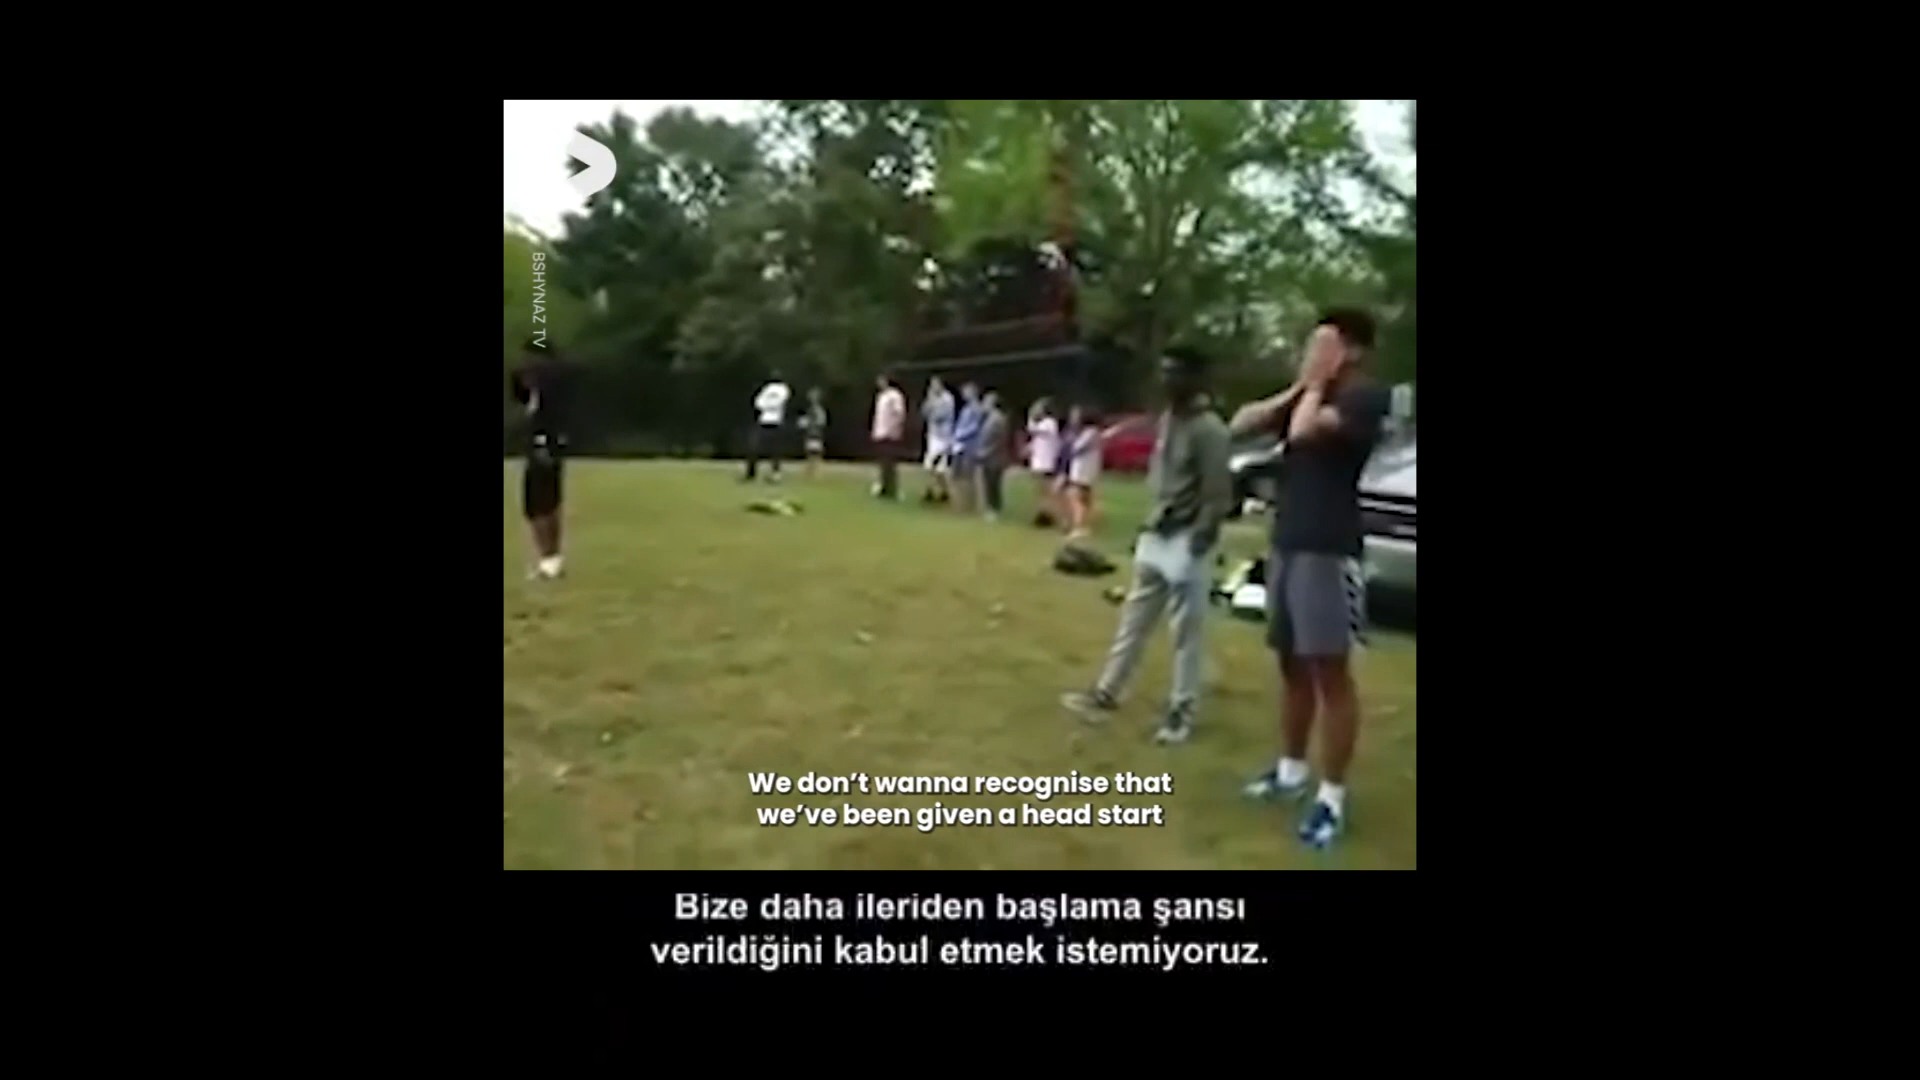 BSHYNAZ TV
We don't wanna recognise that
we've been given a head start
Bize daha ileriden başlama şansı
verildiğini kabul etmek istemiyoruz.